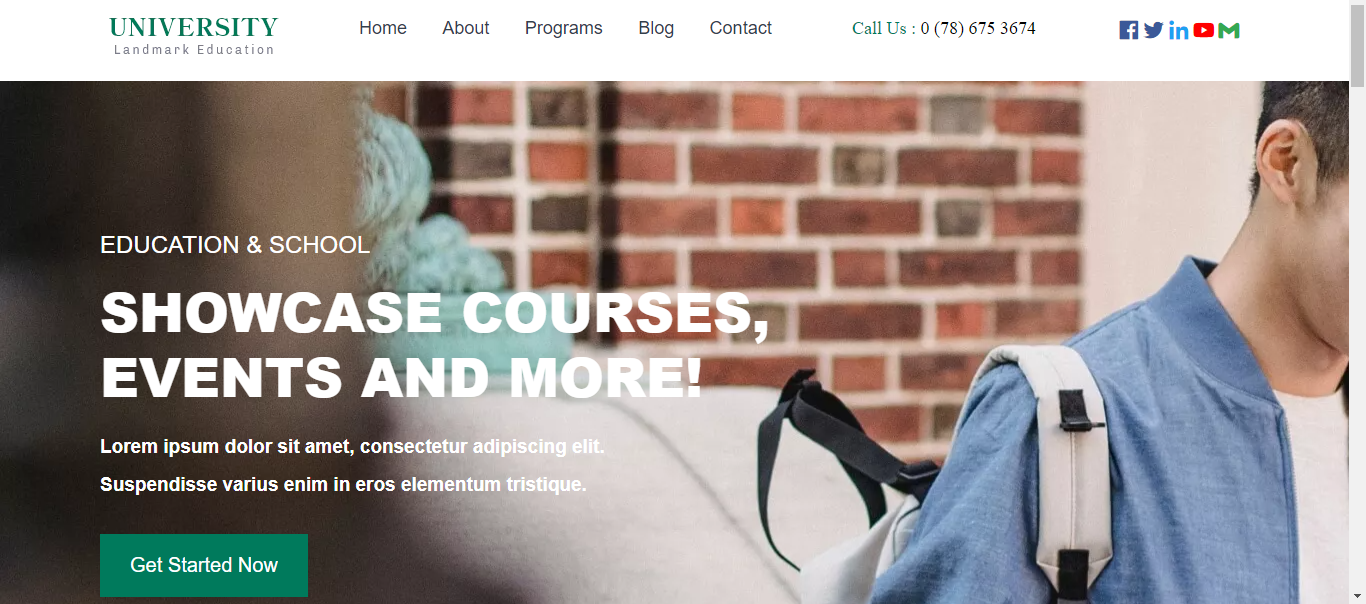 UNIVERSITY
Landmark Education
Home About Programs Blog Contact
Call Us : 0 (78) 675 3674
EDUCATION & SCHOOL
SHOWCASE COURSES,
EVENTS AND MORE!
Lorem ipsum dolor sit amet, consectetur adipiscing elit.
Suspendisse varius enim in eros elementum tristique.
Get Started Now